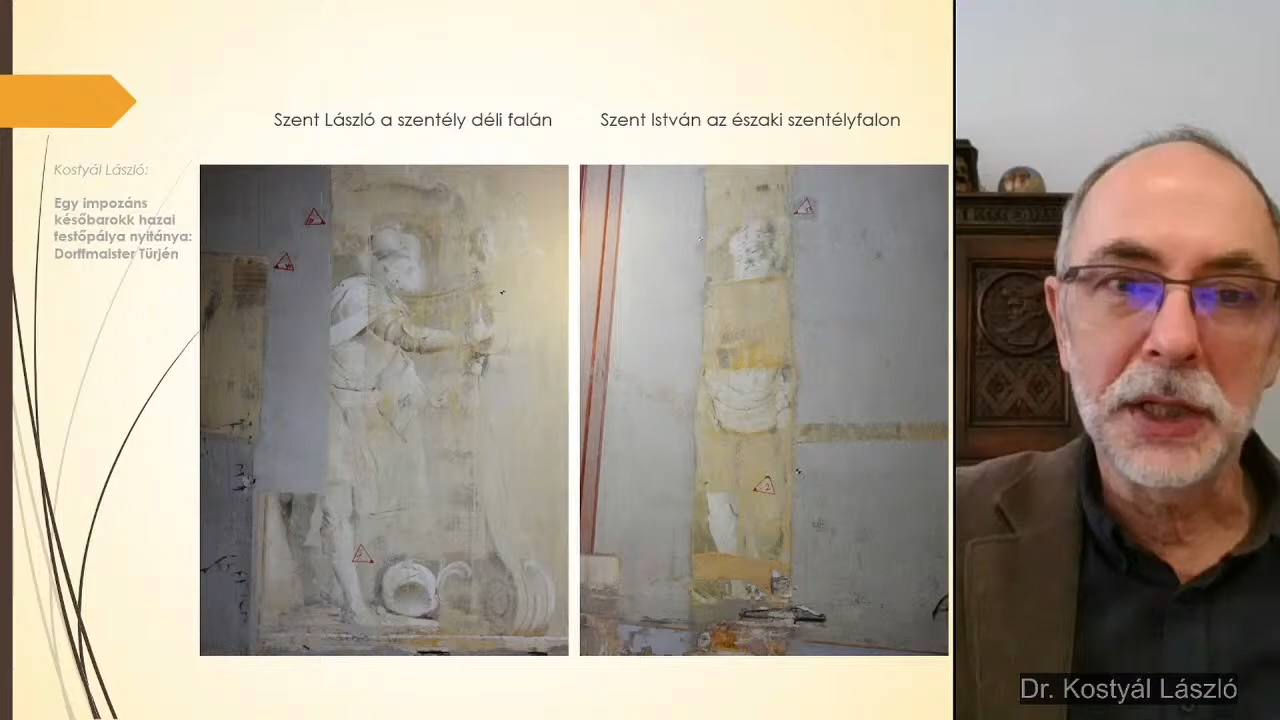 Szent László a szentély déli falán
Szent István az északi szentélyfalon
Kostyál László:
Egy impozáns
későbarokk hazai
festőpálya nyitánya:
Dorffmaister Türjén
Dr. Kostyál László